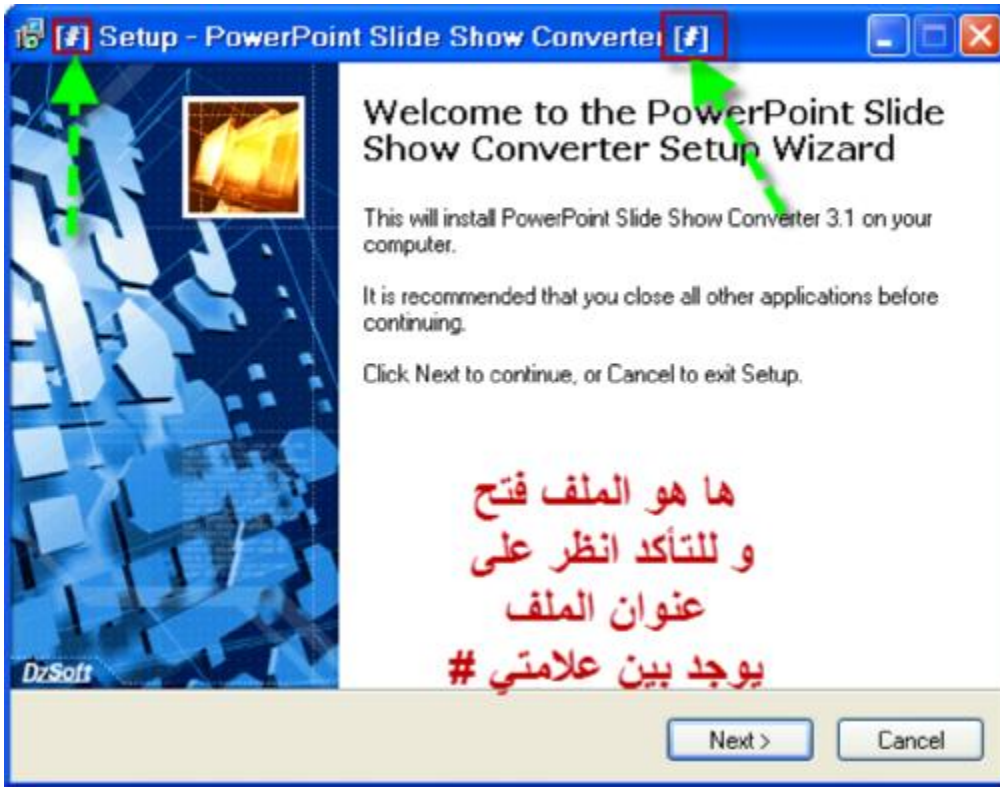 [#] Setup - PowerPoint Slide Show Converter [#]
Welcome to the PowerPoint Slide
Show Converter Setup Wizard
This will install PowerPoint Slide Show Converter 3.1 on your
computer.
It is recommended that you close all other applications before
continuing.
Click Next to continue, or Cancel to exit Setup.
ها هو الملف فتح
و للتأكد انظر على
عنوان الملف
يوجد بين علامتي #
DzSoft
Next >
Cancel